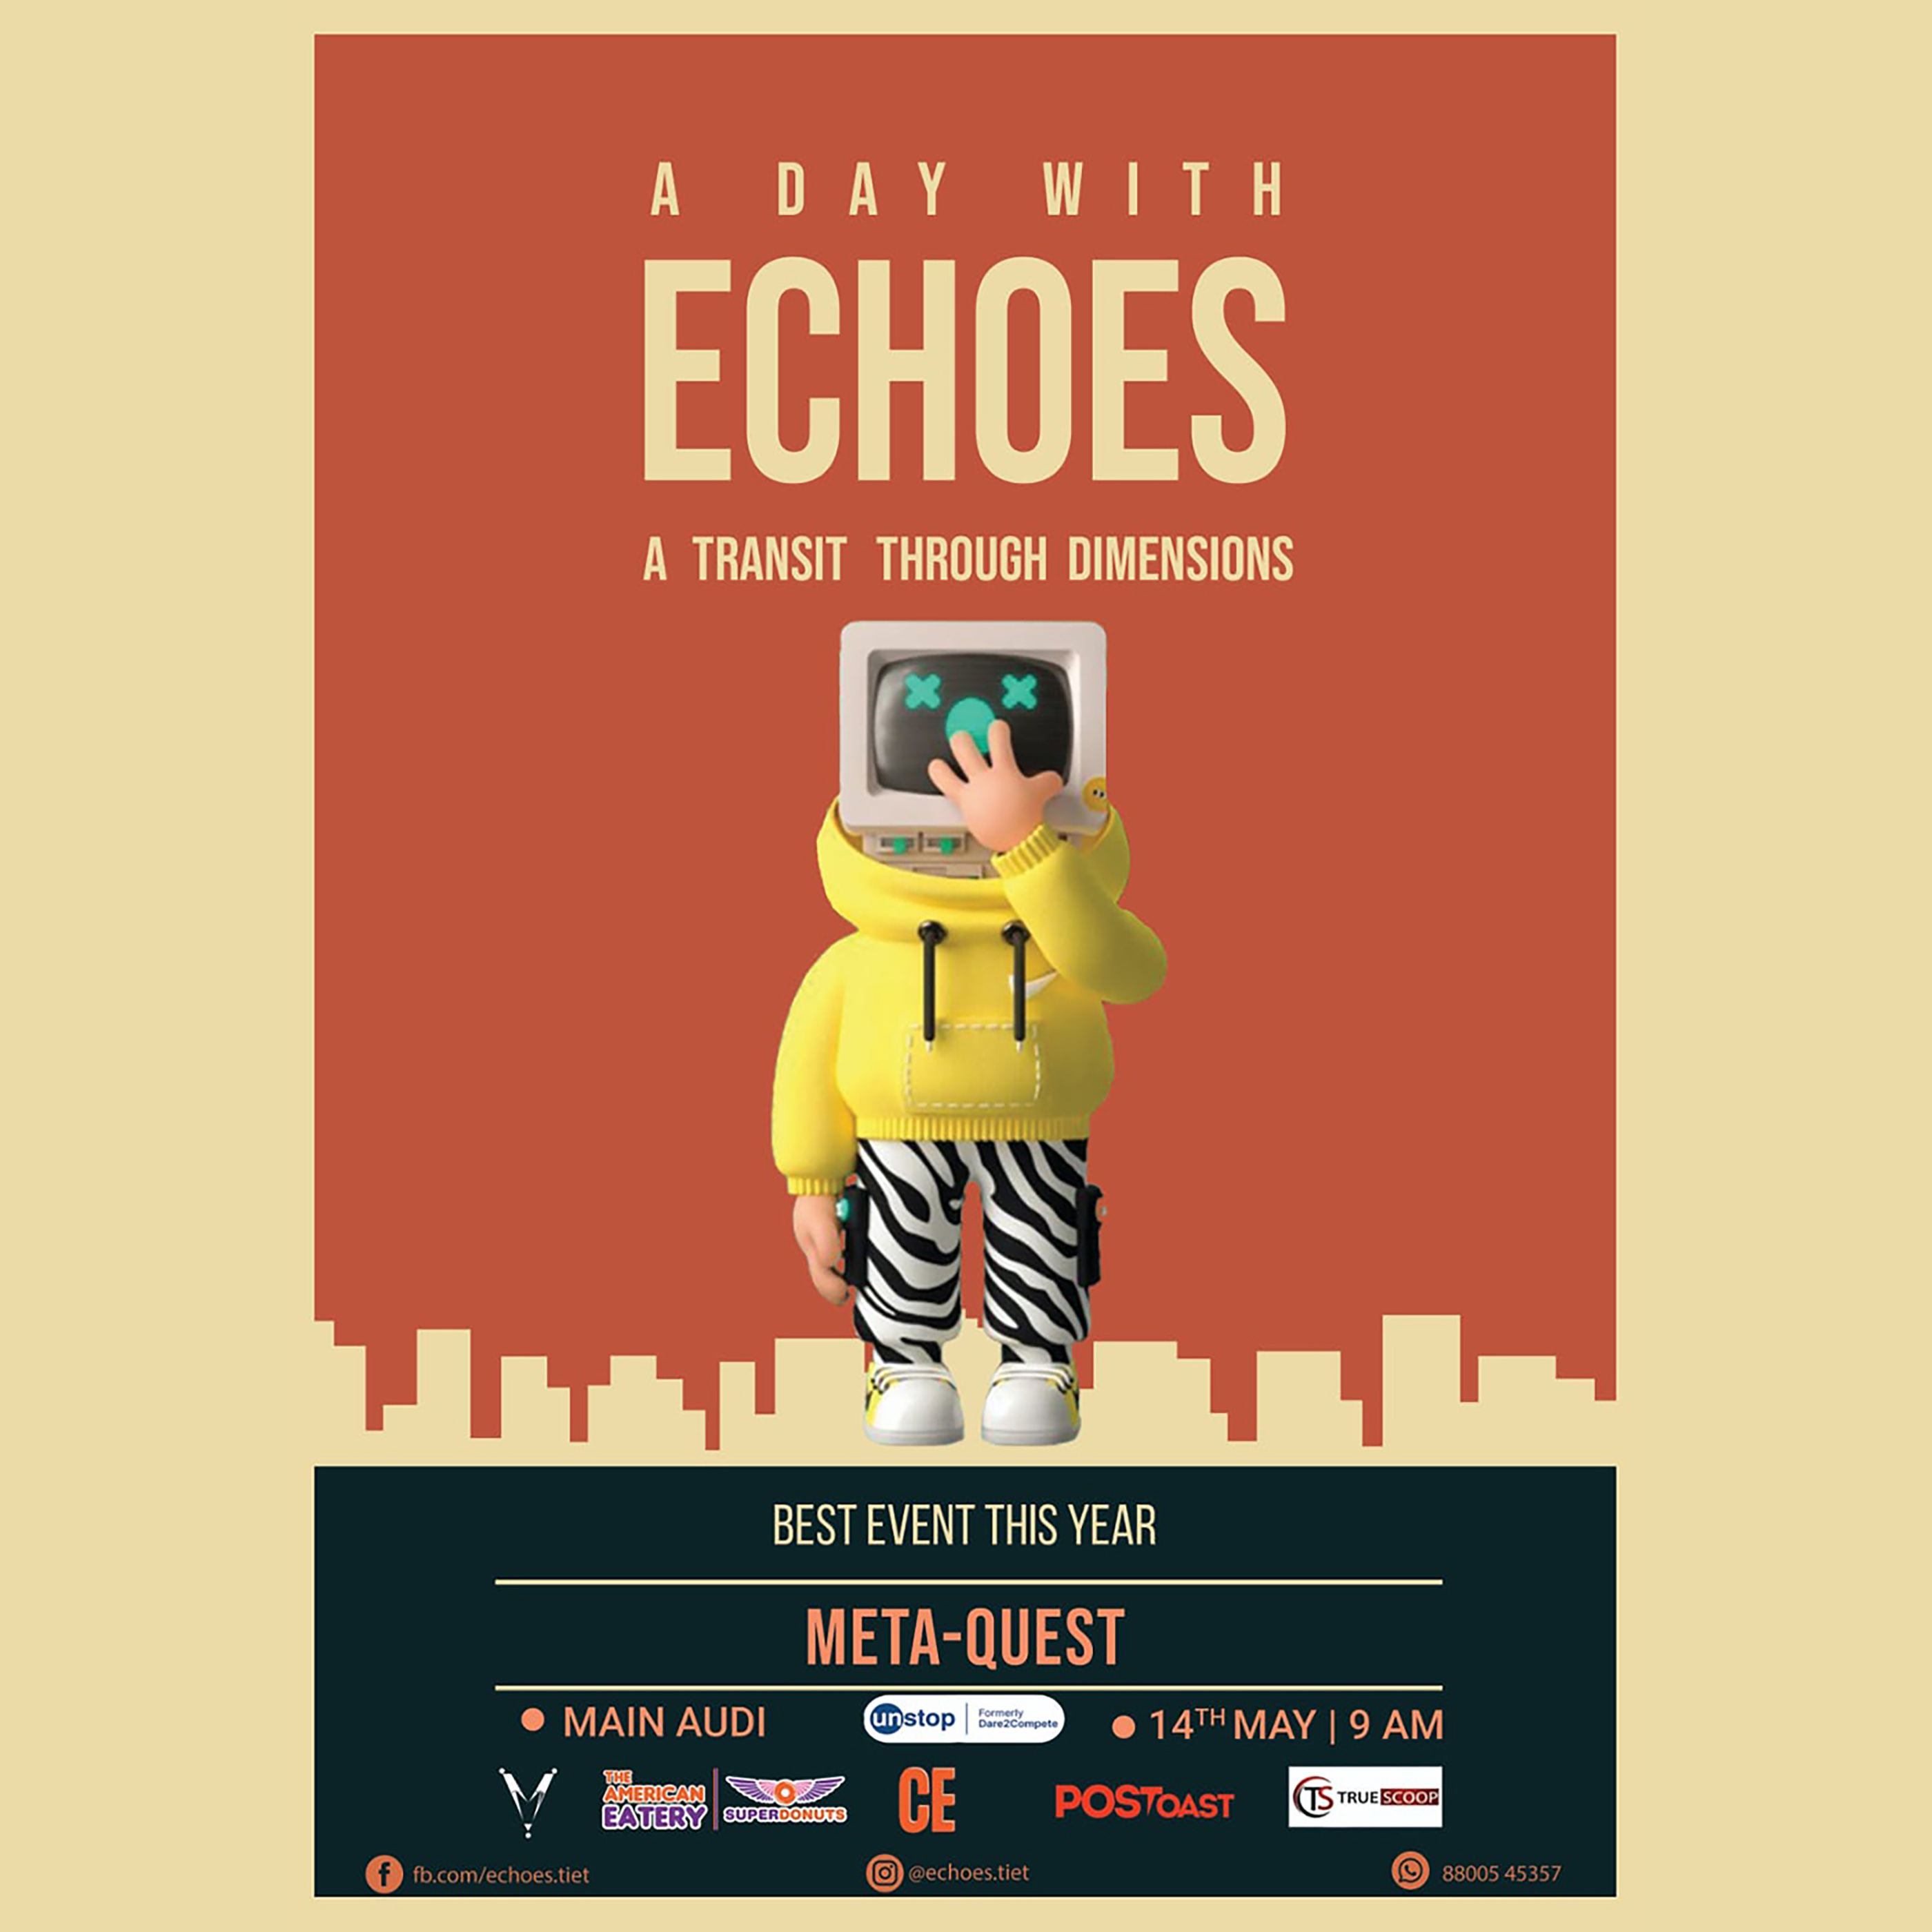 A DAY WITH
ECHOES
A TRANSIT THROUGH DIMENSIONS
BEST EVENT THIS YEAR
META-QUEST
MAIN AUDI
unstop
Formerly
Dare2Compete
14TH MAY | 9 AM
THE
AMERICAN
EATERY
SUPERDONUTS
CE
POSTOAST
TS TRUE SCOOP
fb.com/echoes.tiet
@echoes.tiet
88005 45357